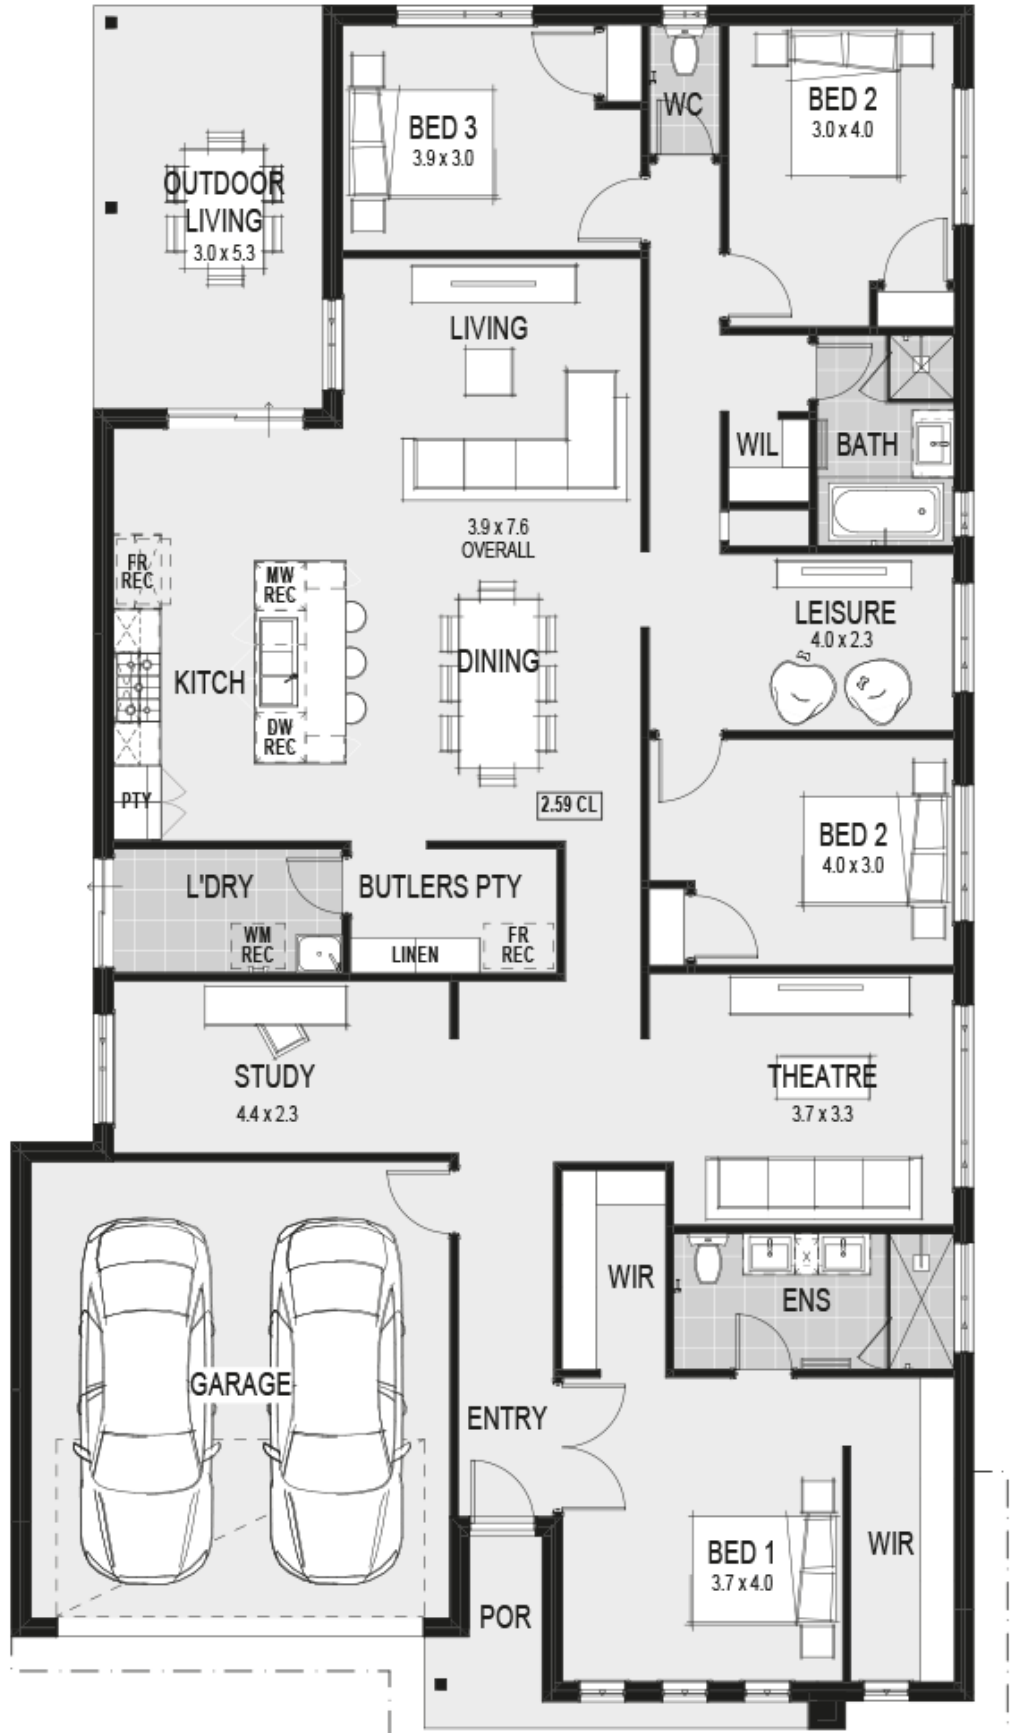 BED 3
3.9 x 3.0
WC
BED 2
3.0 x 4.0
OUTDOOR
LIVING
3.0 x 5.3
LIVING
WIL
BATH
3.9 x 7.6
OVERALL
FR
REC
MW
REC
LEISURE
4.0 x 2.3
KITCH
DINING
DW
REC
PTY
2.59 CL
BED 2
4.0 x 3.0
L'DRY
BUTLERS PTY
WM
REC
LINEN
FR
REC
STUDY
4.4 x 2.3
THEATRE
3.7 x 3.3
WIR
ENS
GARAGE
ENTRY
BED 1
3.7 x 4.0
WIR
POR